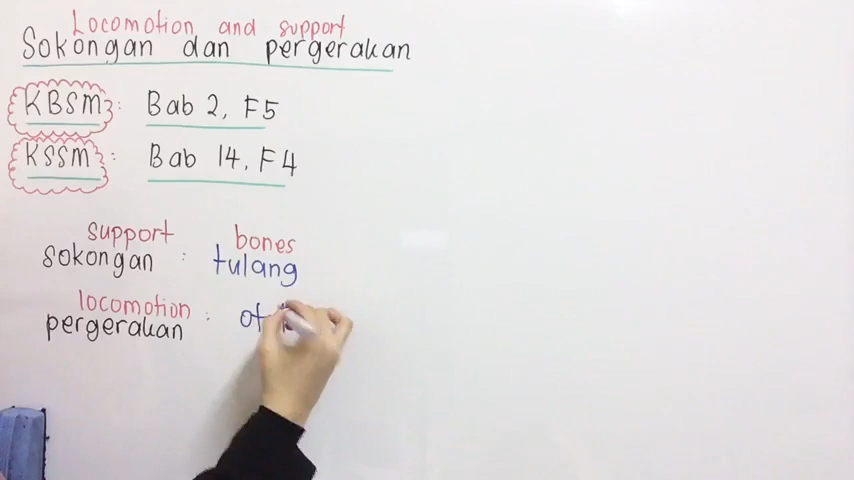 Locomotion and support
Sokongan dan pergerakan
KBSM: Bab 2, F5
KSSM: Bab 14, F4
support bones
sokongan : tulang
locomotion
pergerakan :